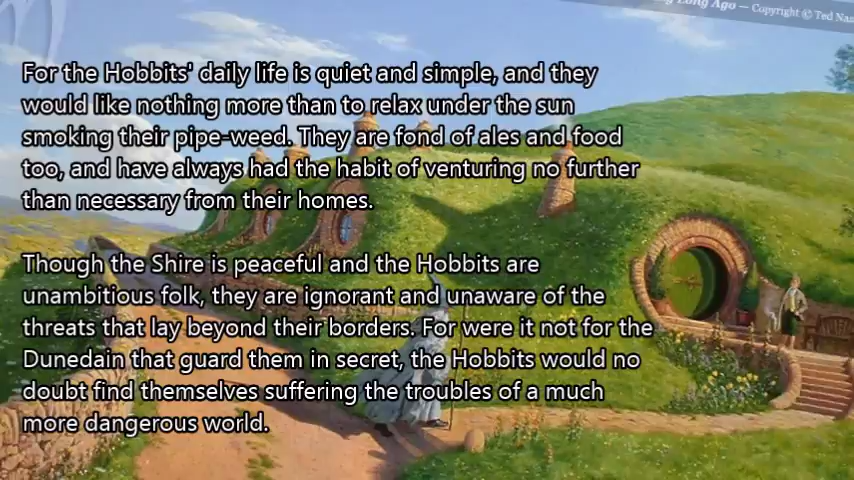 Long Ago — Copyright © Ted Nas
For the Hobbits' daily life is quiet and simple, and they
would like nothing more than to relax under the sun
smoking their pipe-weed. They are fond of ales and food
too, and have always had the habit of venturing no further
than necessary from their homes.
Though the Shire is peaceful and the Hobbits are
unambitious folk, they are ignorant and unaware of the
threats that lay beyond their borders. For were it not for the
Dunedain that guard them in secret, the Hobbits would no
doubt find themselves suffering the troubles of a much
more dangerous world.